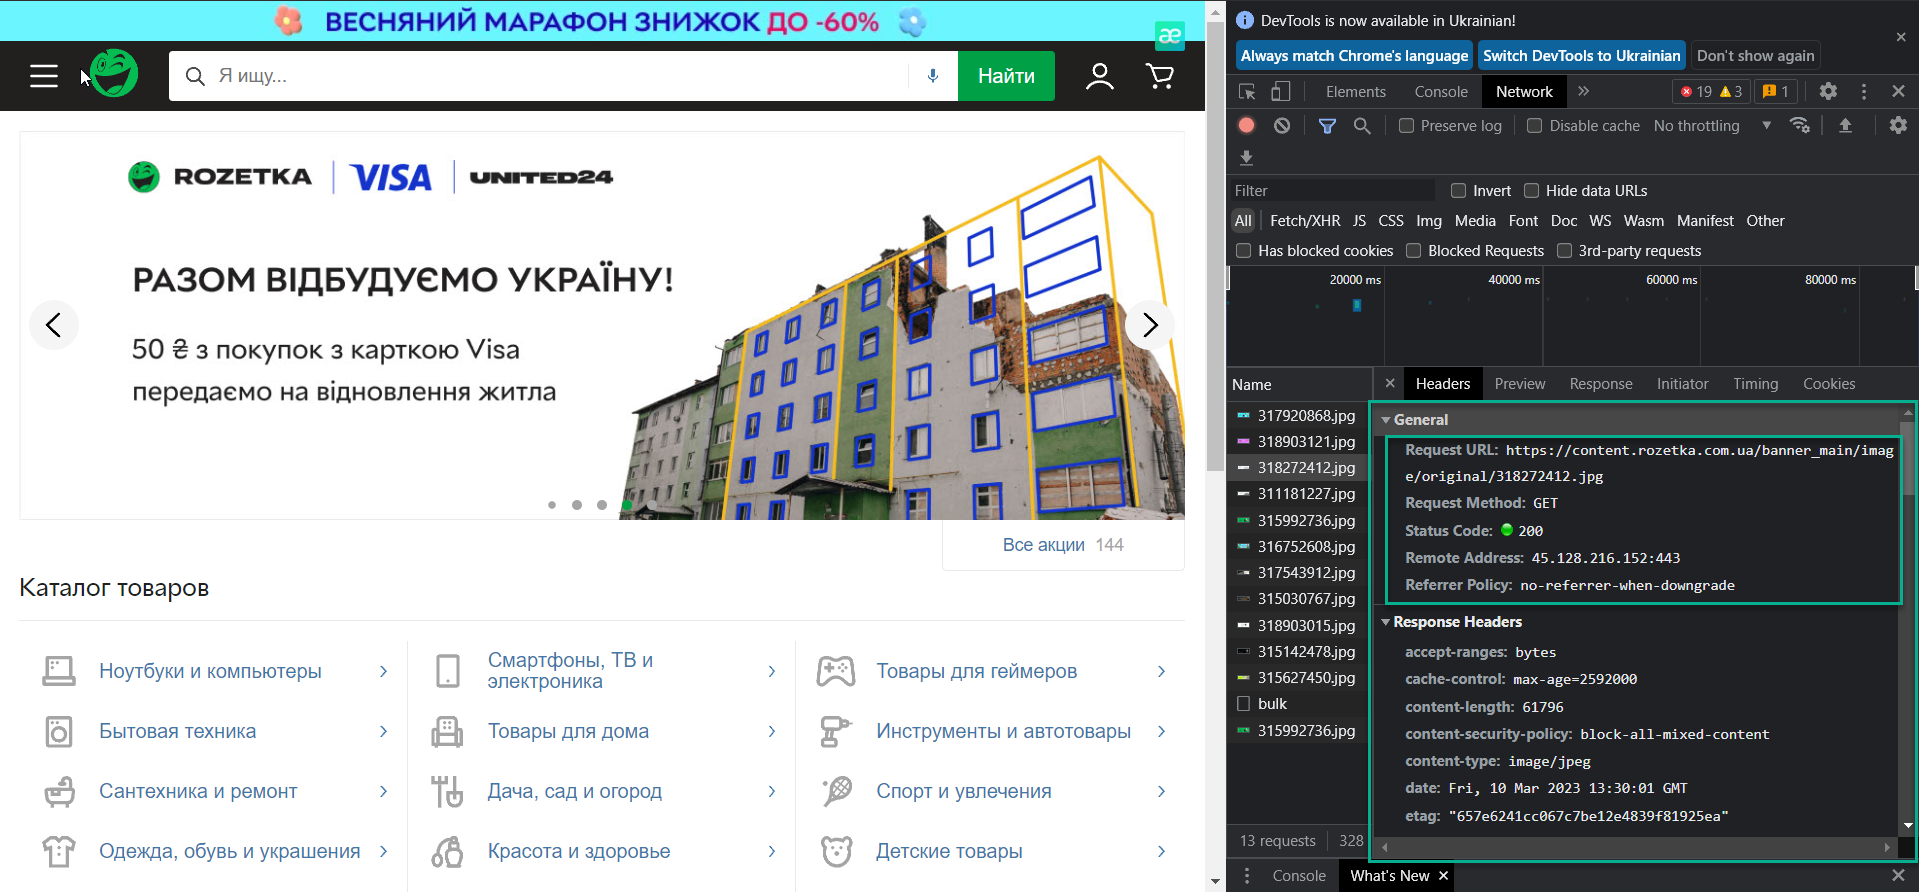 ВЕСНЯНИЙ МАРАФОН ЗНИЖОК ДО -60%
æ
Я ищу...
Найти
ROZETKA VISA UNITED24
РАЗОМ ВІДБУДУЄМО УКРАЇНУ!
50 ₴ з покупок з карткою Visa
передаємо на відновлення житла
Все акции 144
Каталог товаров
Ноутбуки и компьютеры
Смартфоны, ТВ и
электроника
Товары для геймеров
Бытовая техника
Товары для дома
Инструменты и автотовары
Сантехника и ремонт
Дача, сад и огород
Спорт и увлечения
Одежда, обувь и украшения
Красота и здоровье
Детские товары
DevTools is now available in Ukrainian!
Always match Chrome's language Switch DevTools to Ukrainian Don't show again
Elements Console Network 19 3 1
Preserve log Disable cache No throttling
Filter Invert Hide data URLs
All Fetch/XHR JS CSS Img Media Font Doc WS Wasm Manifest Other
Has blocked cookies Blocked Requests 3rd-party requests
20000 ms 40000 ms 60000 ms 80000 ms
Name
317920868.jpg
318903121.jpg
318272412.jpg
311181227.jpg
315992736.jpg
316752608.jpg
317543912.jpg
315030767.jpg
318903015.jpg
315142478.jpg
315627450.jpg
bulk
315992736.jpg
13 requests 328
Headers Preview Response Initiator Timing Cookies
General
Request URL: https://content.rozetka.com.ua/banner_main/imag
e/original/318272412.jpg
Request Method: GET
Status Code: 200
Remote Address: 45.128.216.152:443
Referrer Policy: no-referrer-when-downgrade
Response Headers
accept-ranges: bytes
cache-control: max-age=2592000
content-length: 61796
content-security-policy: block-all-mixed-content
content-type: image/jpeg
date: Fri, 10 Mar 2023 13:30:01 GMT
etag: "657e6241cc067c7be12e4839f81925ea"
Console What's New